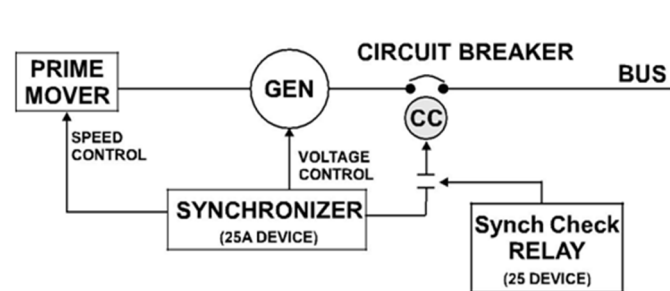 CIRCUIT BREAKER
BUS
PRIME
MOVER
GEN
CC
SPEED
CONTROL
VOLTAGE
CONTROL
SYNCHRONIZER
(25A DEVICE)
Synch Check
RELAY
(25 DEVICE)